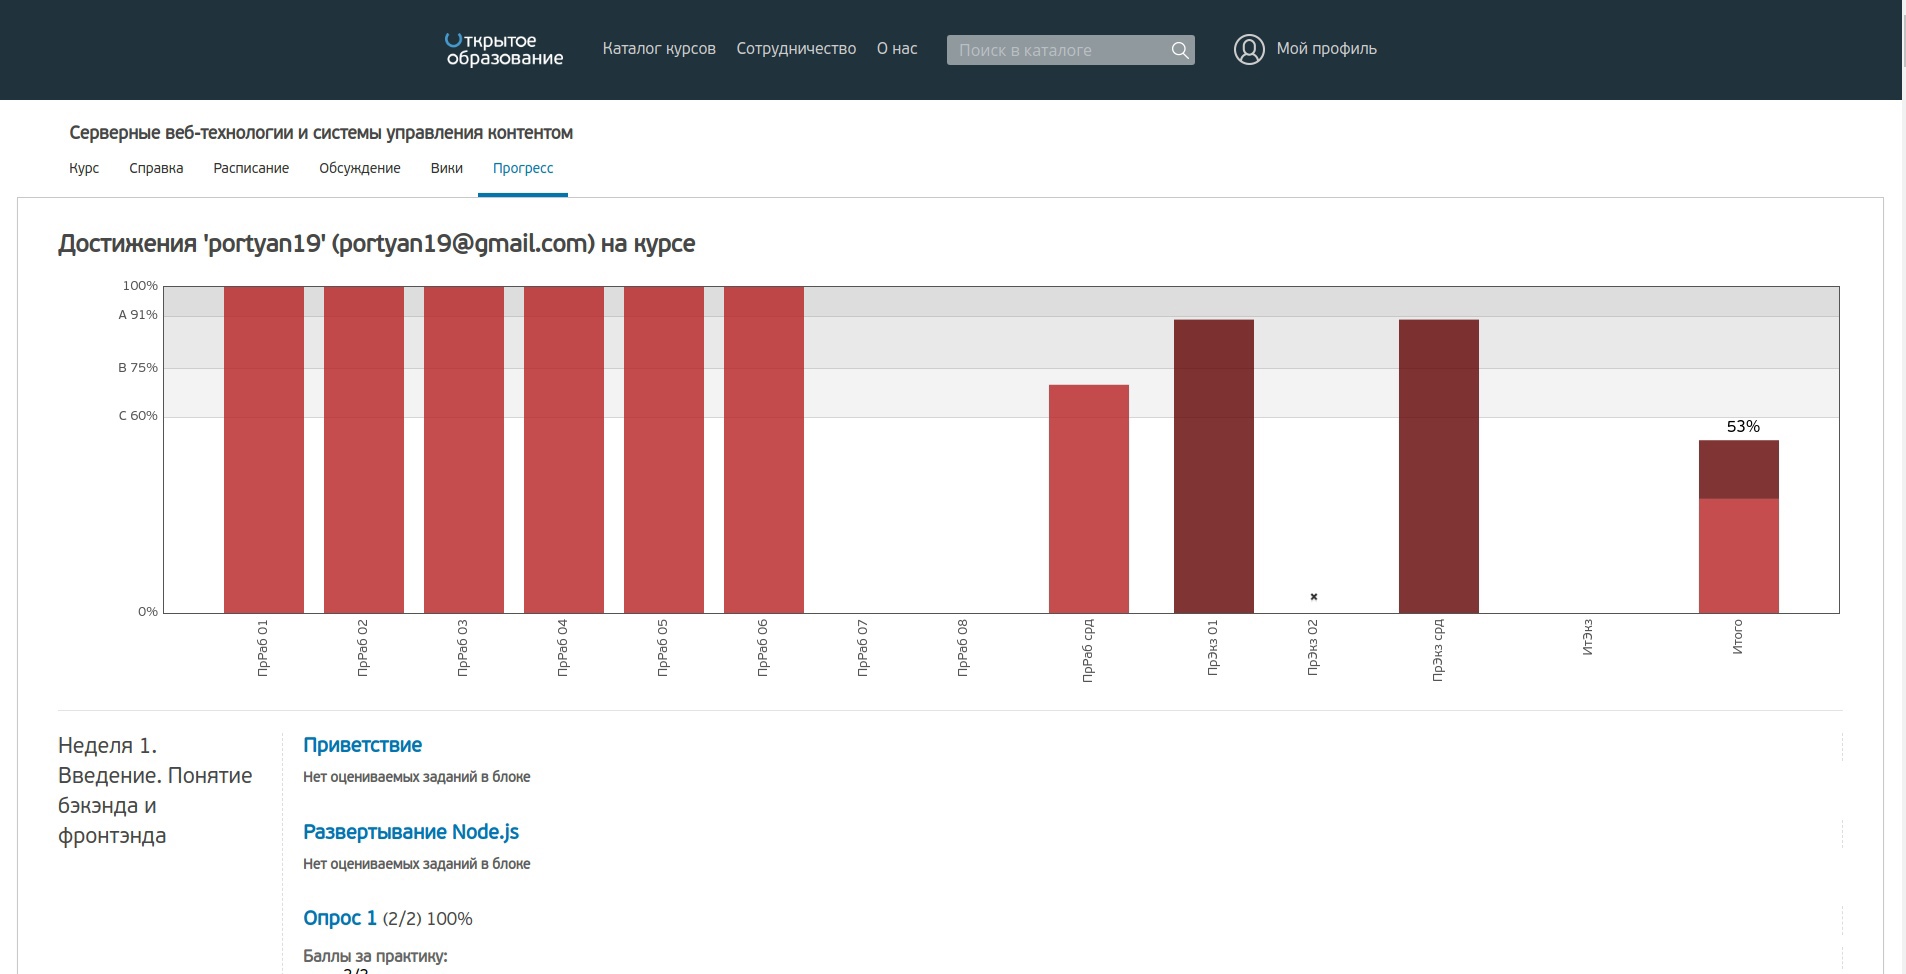 Открытое
образование
Каталог курсов
Сотрудничество
О нас
Поиск в каталоге
Мой профиль
Серверные веб-технологии и системы управления контентом
Курс
Справка
Расписание
Обсуждение
Вики
Прогресс
Достижения 'portyan19' (portyan19@gmail.com) на курсе
100%
A 91%
B 75%
C 60%
0%
53%
ПрРаб 01
ПрРаб 02
ПрРаб 03
ПрРаб 04
ПрРаб 05
ПрРаб 06
ПрРаб 07
ПрРаб 08
ПрРаб срд
ПрЭкз 01
ПрЭкз 02
ПрЭкз срд
ИтЭкз
Итого
Неделя 1.
Введение. Понятие
бэкэнда и
фронтэнда
Приветствие
Нет оцениваемых заданий в блоке
Развертывание Node.js
Нет оцениваемых заданий в блоке
Опрос 1 (2/2) 100%
Баллы за практику: